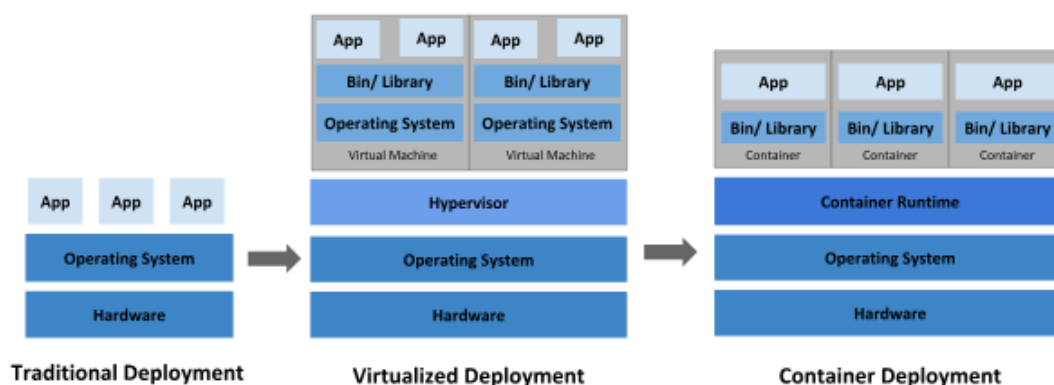 App App App
Operating System
Hardware
Traditional Deployment
App App App App
Bin/ Library Bin/ Library
Operating System Operating System
Virtual Machine Virtual Machine
Hypervisor
Operating System
Hardware
Virtualized Deployment
App App App
Bin/ Library Bin/ Library Bin/ Library
Container Container Container
Container Runtime
Operating System
Hardware
Container Deployment